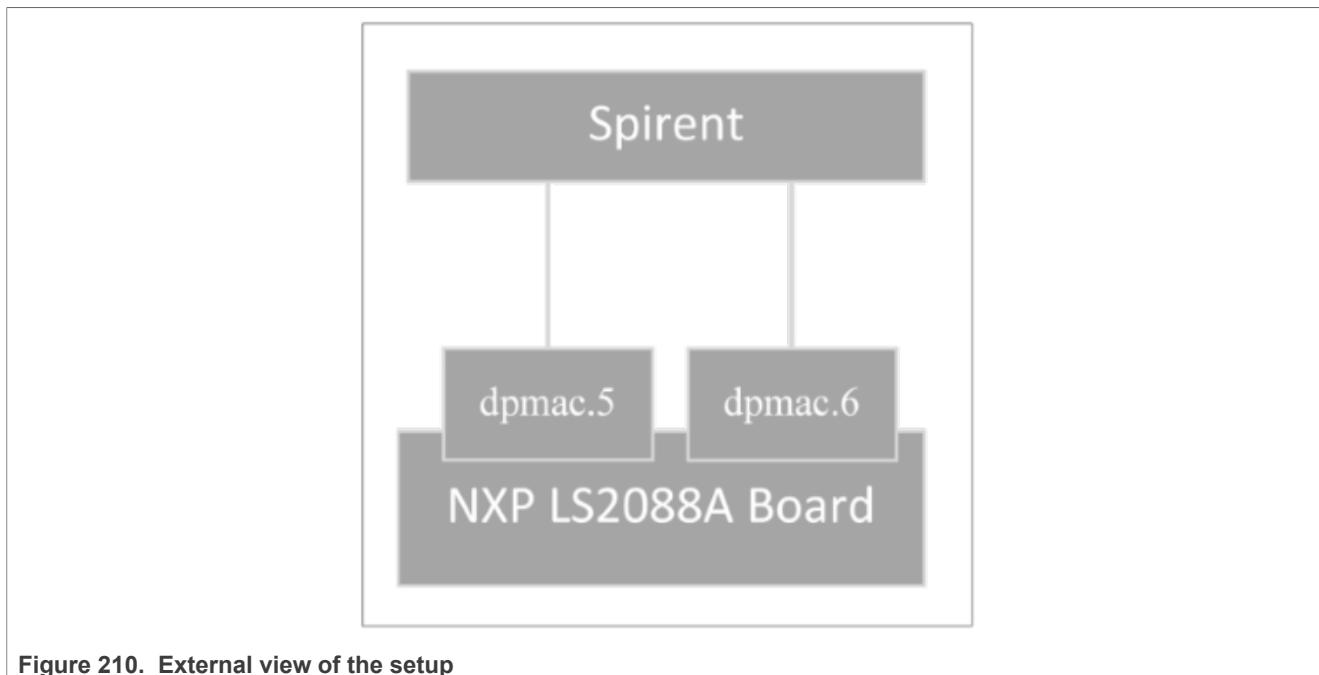 Spirent
dpmac.5
dpmac.6
NXP LS2088A Board
Figure 210. External view of the setup